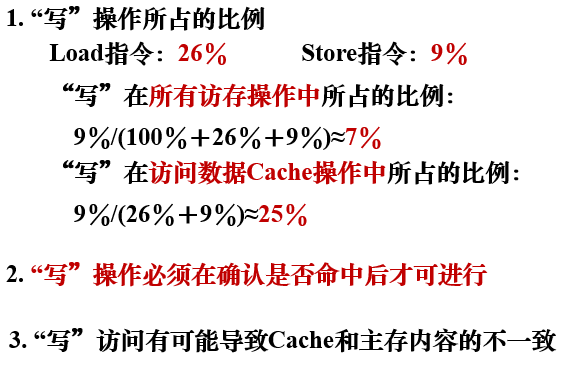 1. “写”操作所占的比例
Load指令：26% Store指令：9%
“写”在所有访存操作中所占的比例：
9%/(100%＋26%＋9%)≈7%
“写”在访问数据Cache操作中所占的比例：
9%/(26%＋9%)≈25%
2. “写”操作必须在确认是否命中后才可进行
3. “写”访问有可能导致Cache和主存内容的不一致